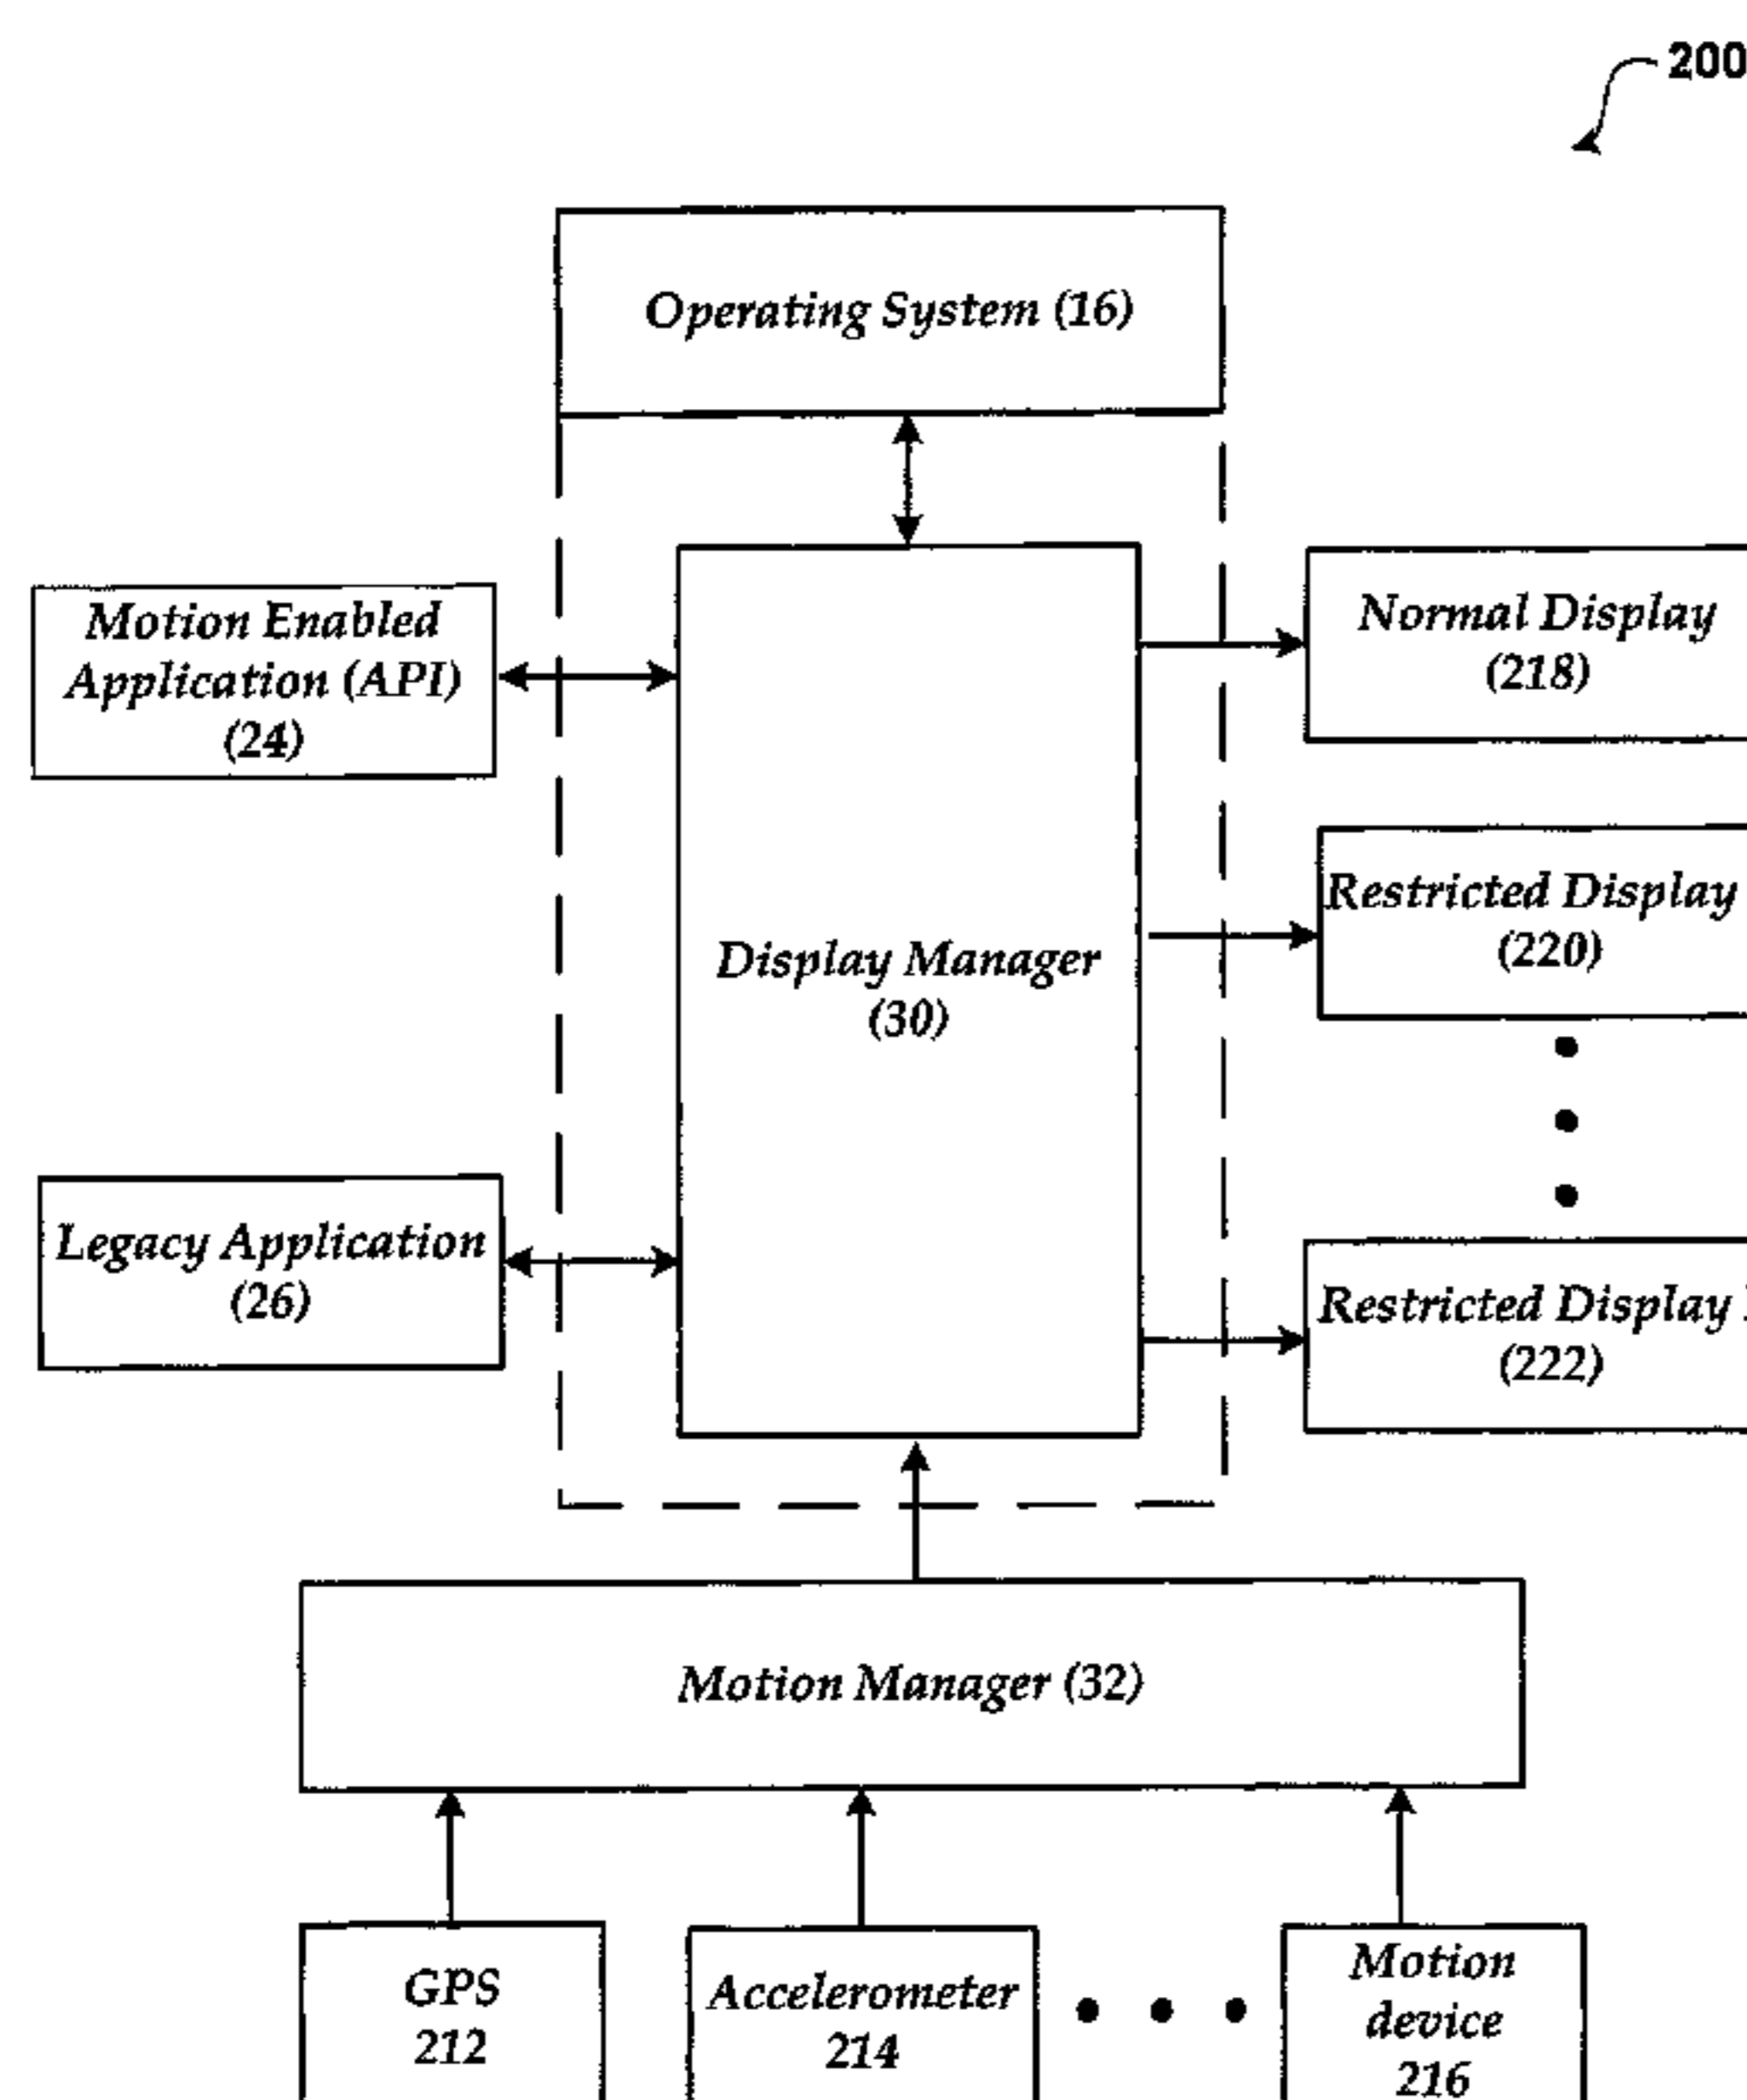 200
Operating System (16)
Motion Enabled
Application (API)
(24)
Normal Display
(218)
Restricted Display
(220)
Display Manager
(30)
Legacy Application
(26)
Restricted Display
(222)
Motion Manager (32)
GPS
212
Accelerometer
214
Motion
device
216